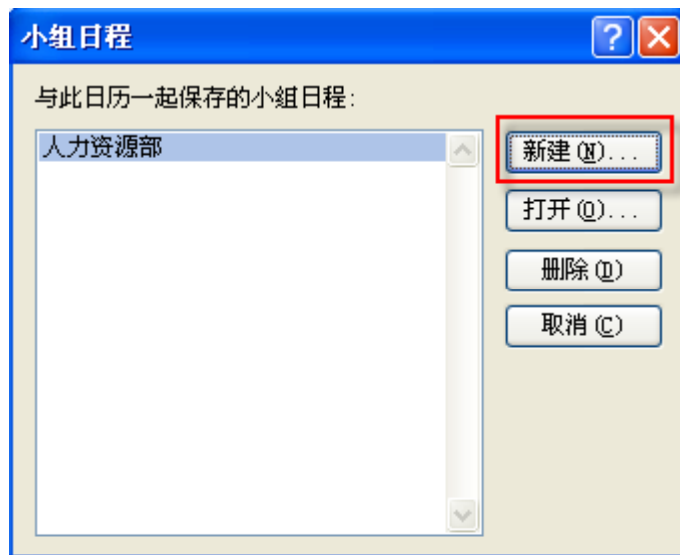 小组日程
与此日历一起保存的小组日程:
人力资源部
新建(N)...
打开(O)...
删除(D)
取消(C)